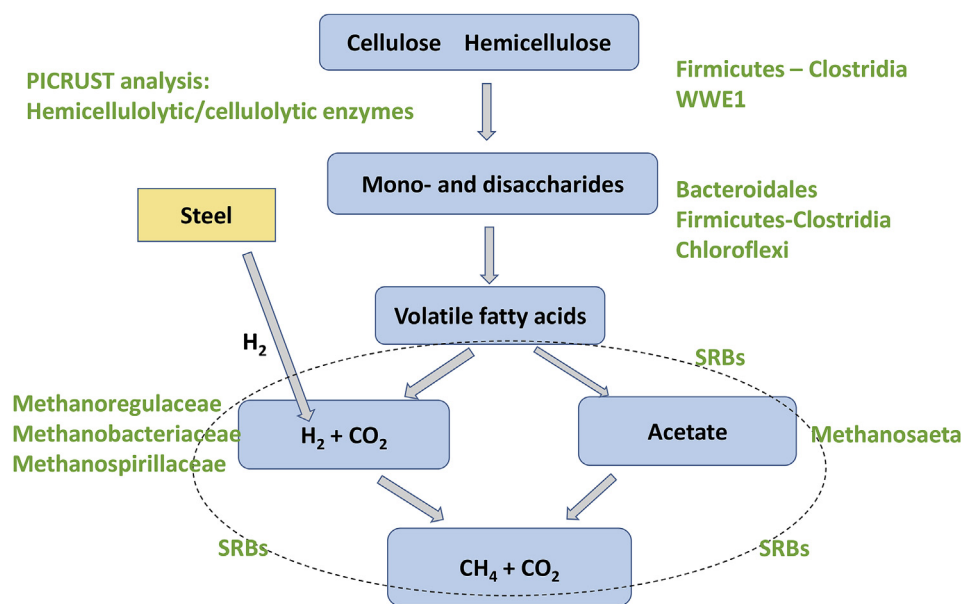 Cellulose Hemicellulose
PICRUST analysis:
Hemicellulolytic/cellulolytic enzymes
Firmicutes – Clostridia
WWE1
Mono- and disaccharides
Bacteroidales
Firmicutes-Clostridia
Chloroflexi
Steel
Volatile fatty acids
H₂
SRBs
Methanoregulaceae
Methanobacteriaceae
Methanospirillaceae
H₂ + CO₂
Acetate
Methanosaeta
SRBs
SRBs
CH₄ + CO₂